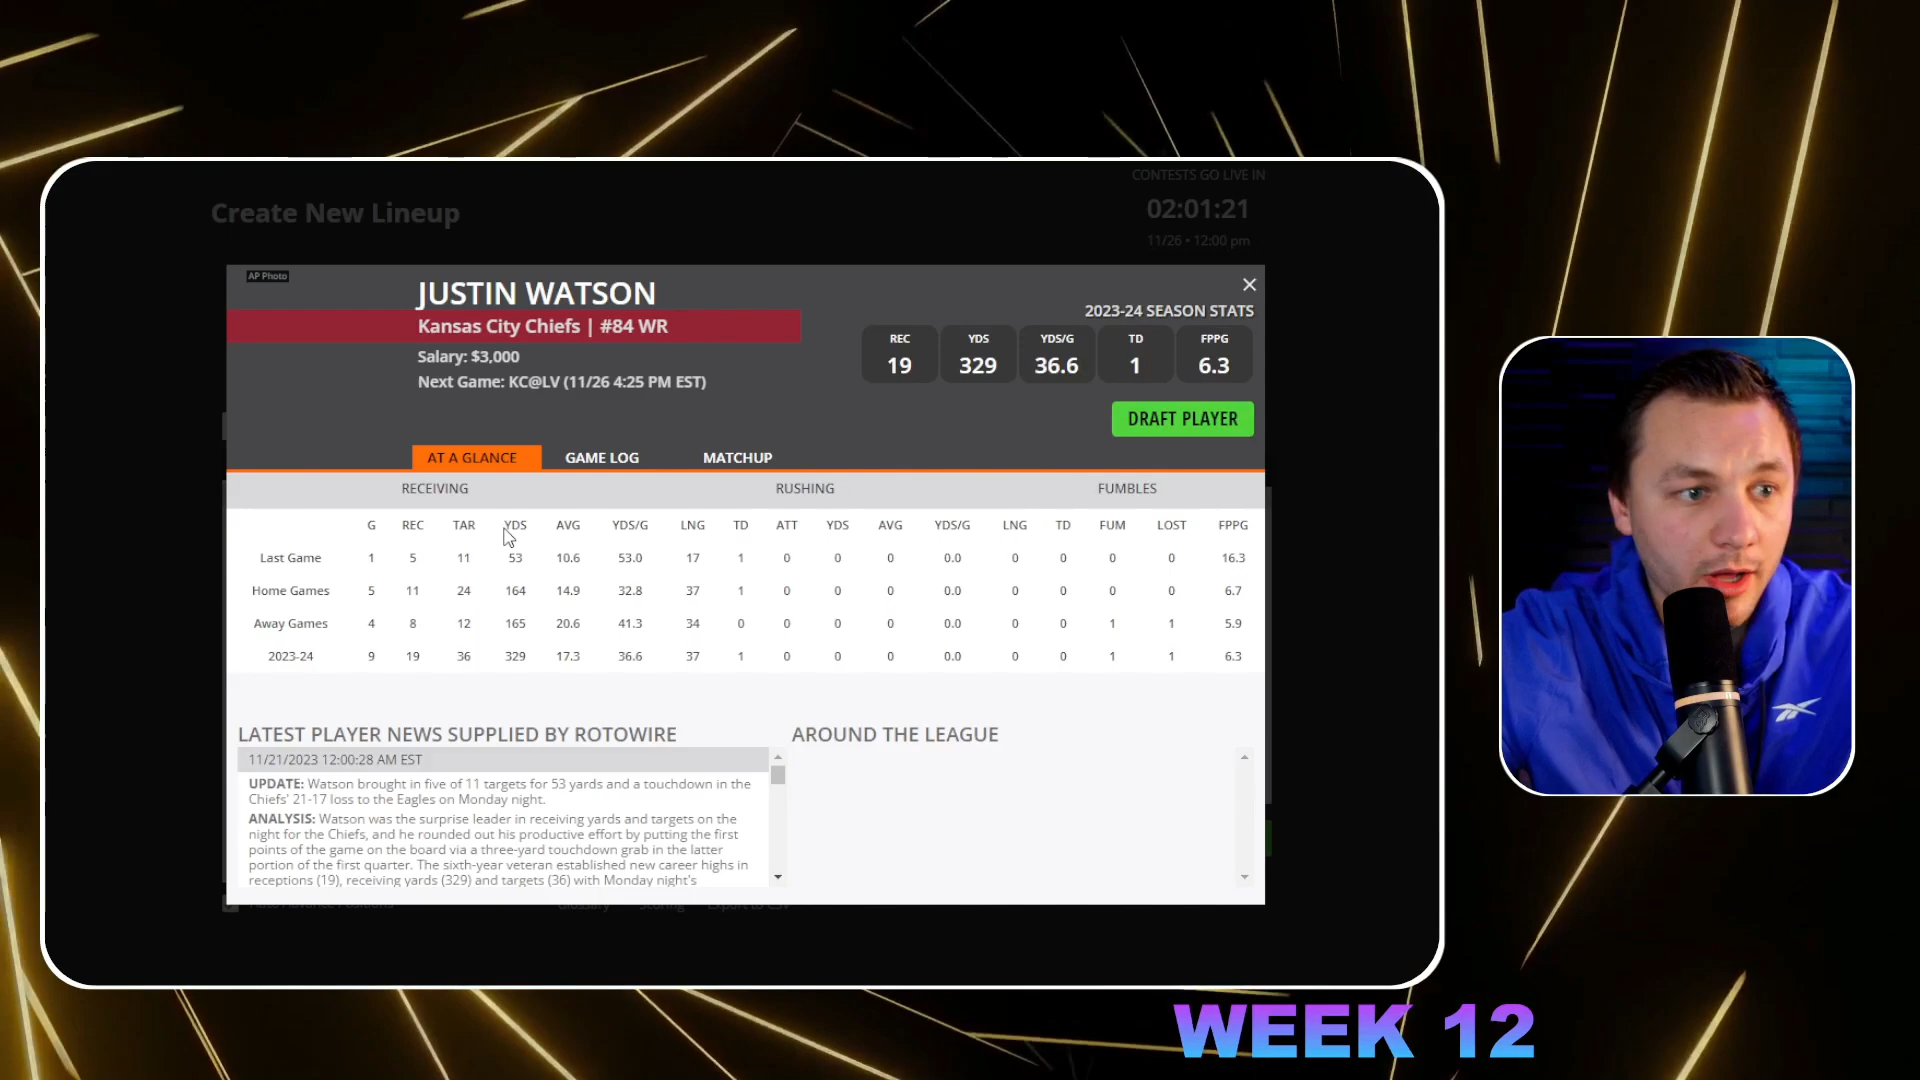 CONTESTS GO LIVE IN
Create New Lineup
02:01:21
11/26 • 12:00 pm
AP Photo
JUSTIN WATSON
Kansas City Chiefs | #84 WR
Salary: $3,000
Next Game: KC@LV (11/26 4:25 PM EST)
2023-24 SEASON STATS
REC YDS YDS/G TD FPPG
19 329 36.6 1 6.3
DRAFT PLAYER
AT A GLANCE GAME LOG MATCHUP
RECEIVING RUSHING FUMBLES
G REC TAR YDS AVG YDS/G LNG TD ATT YDS AVG YDS/G LNG TD FUM LOST FPPG
Last Game 1 5 11 53 10.6 53.0 17 1 0 0 0 0.0 0 0 0 0 16.3
Home Games 5 11 24 164 14.9 32.8 37 1 0 0 0 0.0 0 0 0 0 6.7
Away Games 4 8 12 165 20.6 41.3 34 0 0 0 0 0.0 0 0 1 1 5.9
2023-24 9 19 36 329 17.3 36.6 37 1 0 0 0 0.0 0 0 1 1 6.3
LATEST PLAYER NEWS SUPPLIED BY ROTOWIRE
AROUND THE LEAGUE
11/21/2023 12:00:28 AM EST
UPDATE: Watson brought in five of 11 targets for 53 yards and a touchdown in the
Chiefs' 21-17 loss to the Eagles on Monday night.
ANALYSIS: Watson was the surprise leader in receiving yards and targets on the
night for the Chiefs, and he rounded out his productive effort by putting the first
points of the game on the board via a three-yard touchdown grab in the latter
portion of the first quarter. The sixth-year veteran established new career highs in
receptions (19), receiving yards (329) and targets (36) with Monday night's
Glossary Scoring Export to CSV
WEEK 12